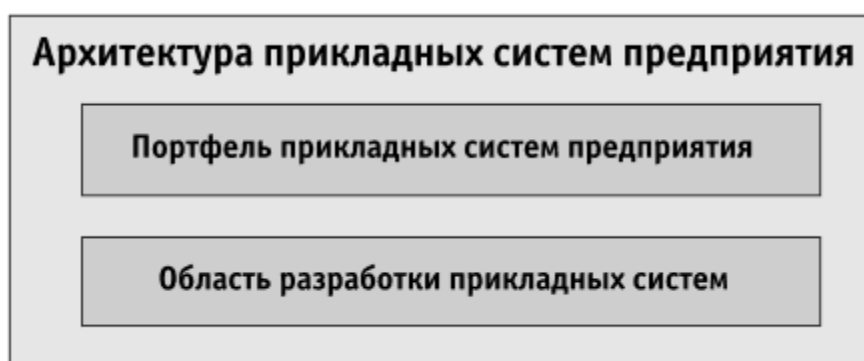 Архитектура прикладных систем предприятия
Портфель прикладных систем предприятия
Область разработки прикладных систем